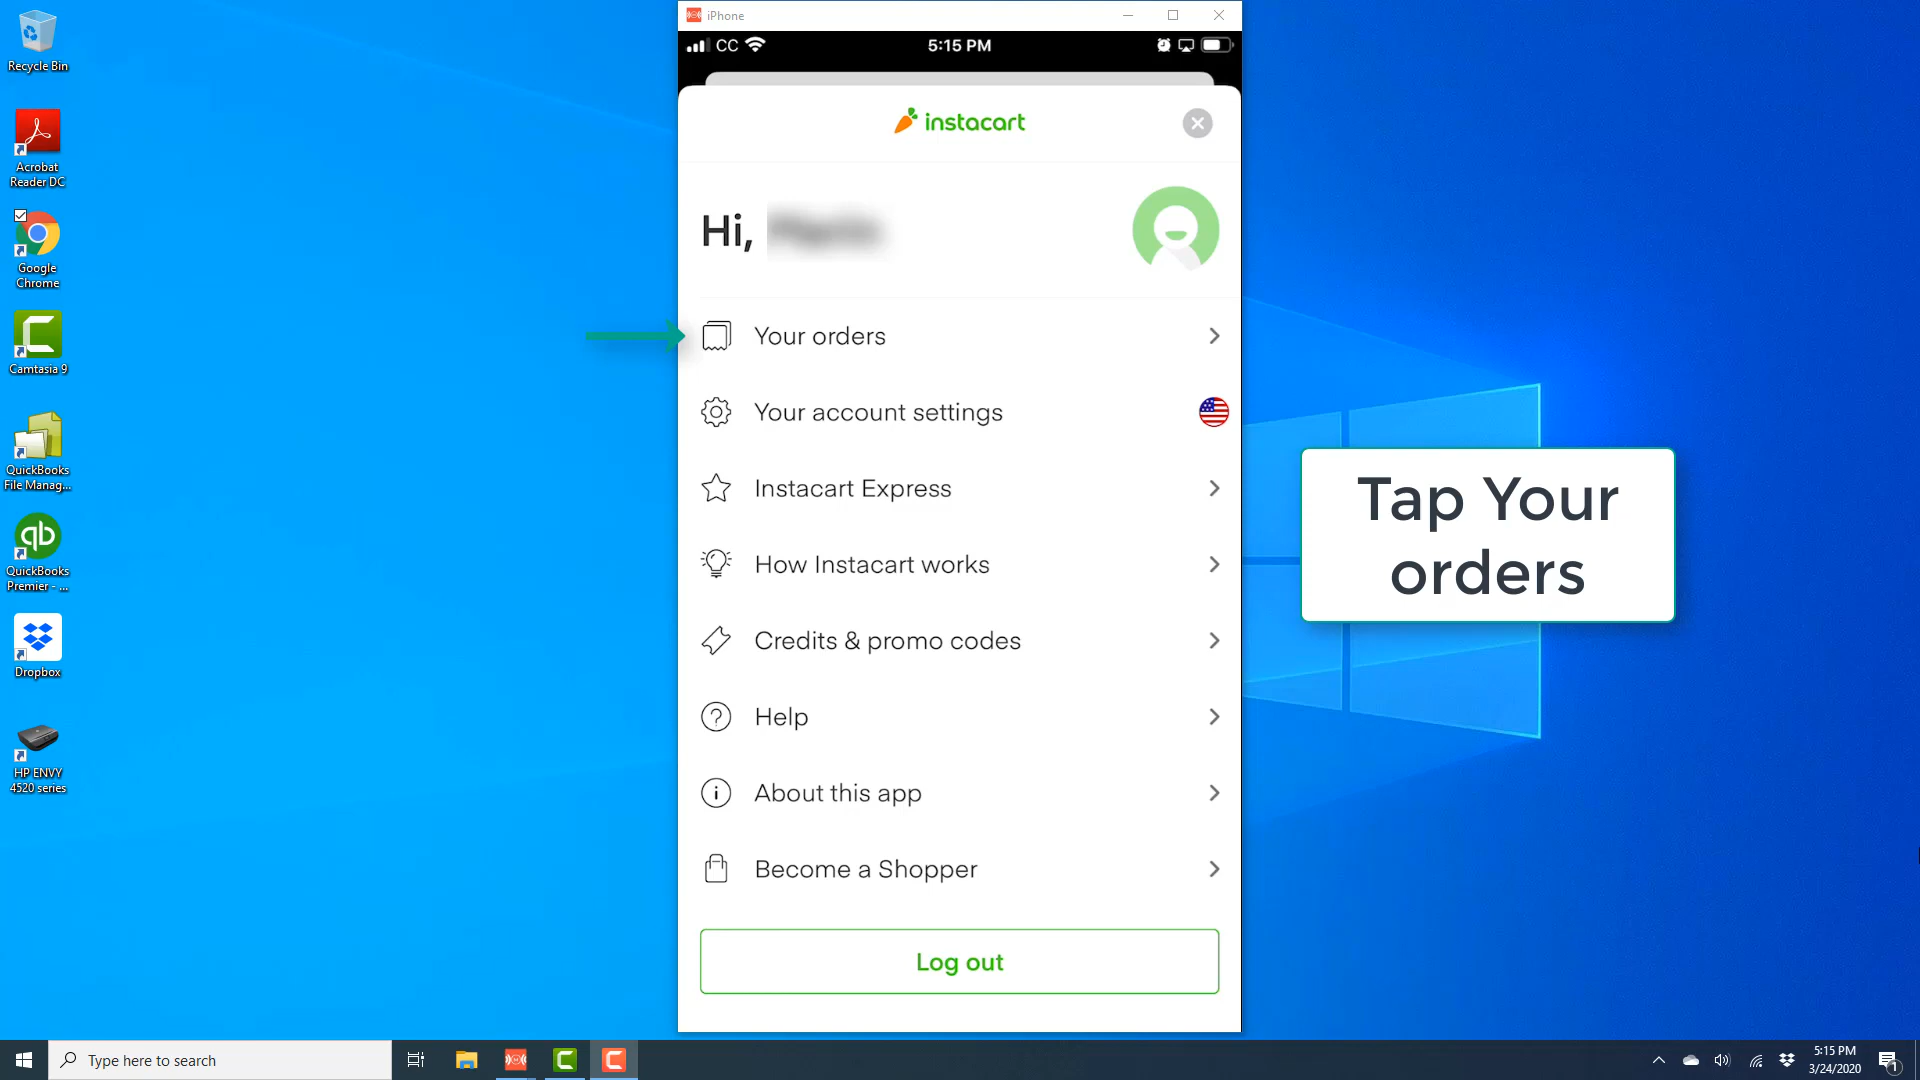 Recycle Bin
Acrobat
Reader DC
Google
Chrome
Camtasia 9
QuickBooks
File Manag...
QuickBooks
Premier - ...
Dropbox
HP ENVY
4520 series
iPhone
CC
5:15 PM
instacart
Hi,
Your orders
Your account settings
Instacart Express
How Instacart works
Credits & promo codes
Help
About this app
Become a Shopper
Log out
Tap Your
orders
Type here to search
5:15 PM
3/24/2020
1